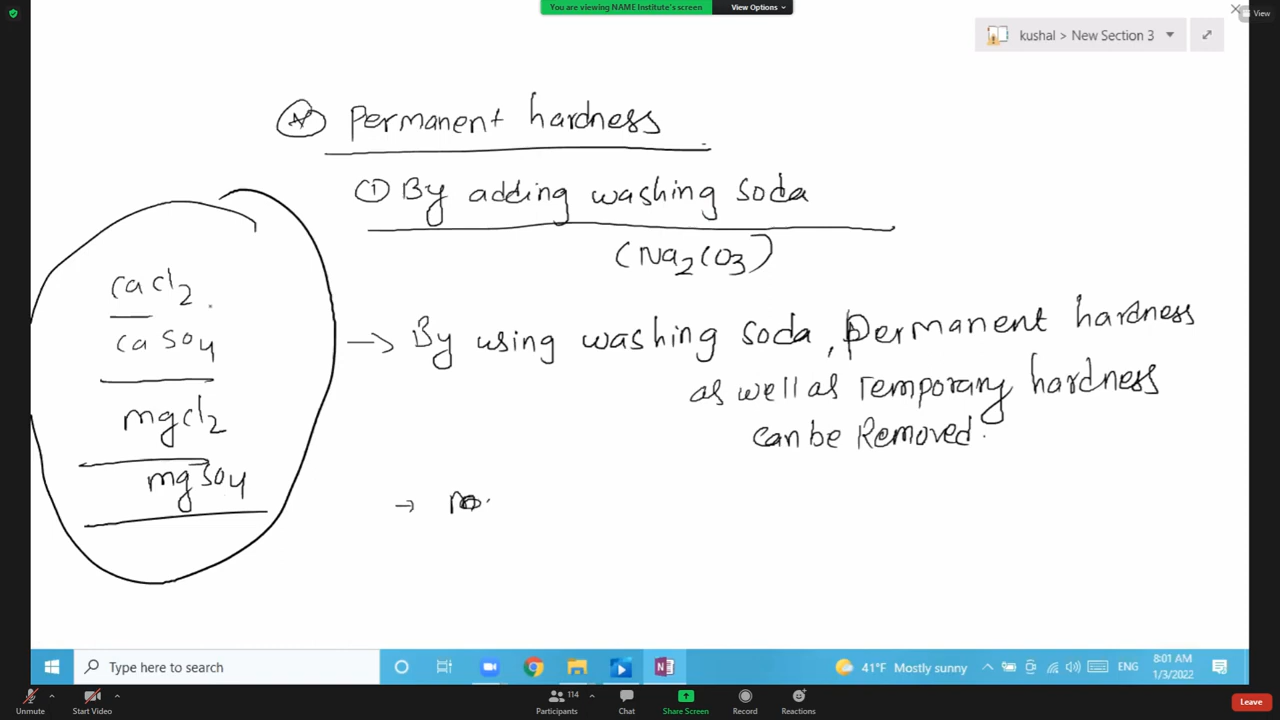 You are viewing NAME Institute's screen
View Options
View
kushal > New Section 3
Permanent hardness
① By adding washing soda
(Na2CO3)
CaCl2
CaSO4
mgcl2
mgSO4
→ By using washing soda, Permanent hardness
as well as Temporary hardness
can be Removed.
→
Type here to search
41°F Mostly sunny
ENG
8:01 AM
1/3/2022
Unmute
Start Video
114
Participants
Chat
Share Screen
Record
Reactions
Leave